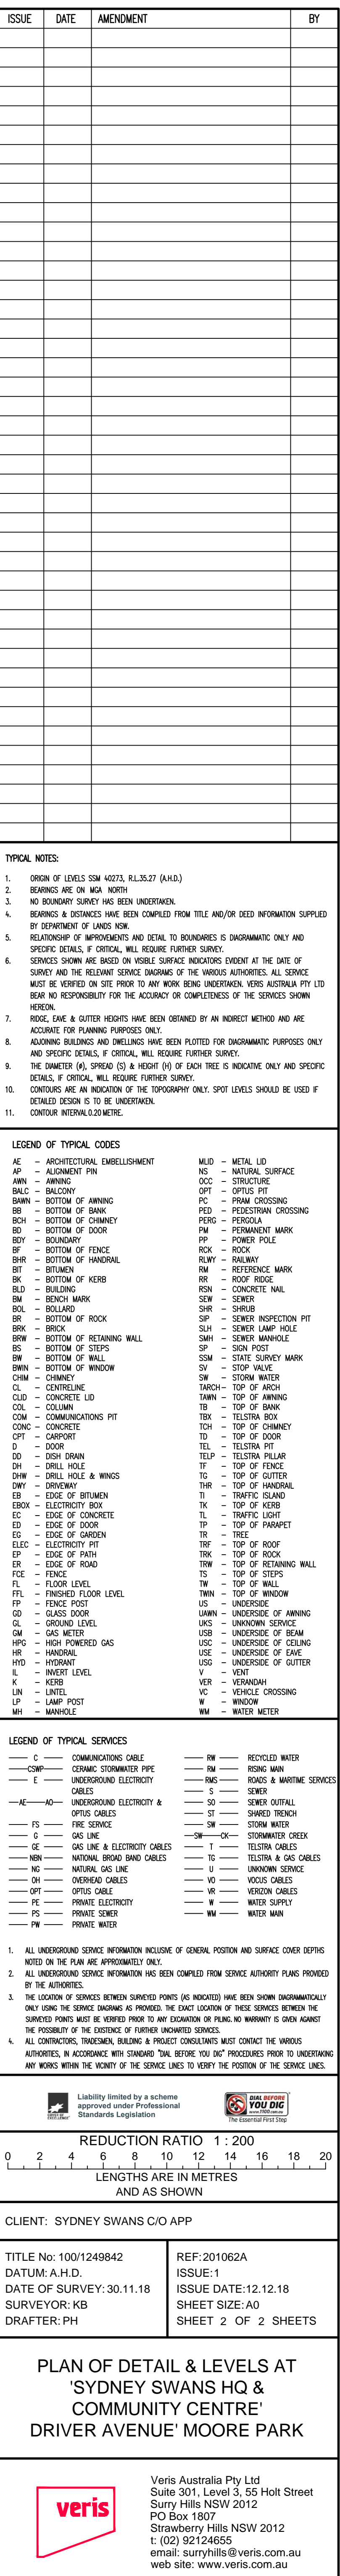 ISSUE DATE AMENDMENT BY
TYPICAL NOTES:
1. ORIGIN OF LEVELS SSM 40273, R.L.35.27 (A.H.D.)
2. BEARINGS ARE ON MGA NORTH
3. NO BOUNDARY SURVEY HAS BEEN UNDERTAKEN.
4. BEARINGS & DISTANCES HAVE BEEN COMPILED FROM TITLE AND/OR DEED INFORMATION SUPPLIED
BY DEPARTMENT OF LANDS NSW.
5. RELATIONSHIP OF IMPROVEMENTS AND DETAIL TO BOUNDARIES IS DIAGRAMMATIC ONLY AND
SPECIFIC DETAILS, IF CRITICAL, WILL REQUIRE FURTHER SURVEY.
6. SERVICES SHOWN ARE BASED ON VISIBLE SURFACE INDICATORS EVIDENT AT THE DATE OF
SURVEY AND THE RELEVANT SERVICE DIAGRAMS OF THE VARIOUS AUTHORITIES. ALL SERVICE
MUST BE VERIFIED ON SITE PRIOR TO ANY WORK BEING UNDERTAKEN. VERIS AUSTRALIA PTY LTD
BEAR NO RESPONSIBILITY FOR THE ACCURACY OR COMPLETENESS OF THE SERVICES SHOWN
HEREON.
7. RIDGE, EAVE & GUTTER HEIGHTS HAVE BEEN OBTAINED BY AN INDIRECT METHOD AND ARE
ACCURATE FOR PLANNING PURPOSES ONLY.
8. ADJOINING BUILDINGS AND DWELLINGS HAVE BEEN PLOTTED FOR DIAGRAMMATIC PURPOSES ONLY
AND SPECIFIC DETAILS, IF CRITICAL, WILL REQUIRE FURTHER SURVEY.
9. THE DIAMETER (ø), SPREAD (S) & HEIGHT (H) OF EACH TREE IS INDICATIVE ONLY AND SPECIFIC
DETAILS, IF CRITICAL, WILL REQUIRE FURTHER SURVEY.
10. CONTOURS ARE AN INDICATION OF THE TOPOGRAPHY ONLY. SPOT LEVELS SHOULD BE USED IF
DETAILED DESIGN IS TO BE UNDERTAKEN.
11. CONTOUR INTERVAL 0.20 METRE.
LEGEND OF TYPICAL CODES
AE – ARCHITECTURAL EMBELLISHMENT
AP – ALIGNMENT PIN
AWN – AWNING
BALC – BALCONY
BAWN – BOTTOM OF AWNING
BB – BOTTOM OF BANK
BCH – BOTTOM OF CHIMNEY
BD – BOTTOM OF DOOR
BDY – BOUNDARY
BF – BOTTOM OF FENCE
BHR – BOTTOM OF HANDRAIL
BIT – BITUMEN
BK – BOTTOM OF KERB
BLD – BUILDING
BM – BENCH MARK
BOL – BOLLARD
BR – BOTTOM OF ROCK
BRK – BRICK
BRW – BOTTOM OF RETAINING WALL
BS – BOTTOM OF STEPS
BW – BOTTOM OF WALL
BWIN – BOTTOM OF WINDOW
CHIM – CHIMNEY
CL – CENTRELINE
CLID – CONCRETE LID
COL – COLUMN
COM – COMMUNICATIONS PIT
CONC – CONCRETE
CPT – CARPORT
D – DOOR
DD – DISH DRAIN
DH – DRILL HOLE
DHW – DRILL HOLE & WINGS
DWY – DRIVEWAY
EB – EDGE OF BITUMEN
EBOX – ELECTRICITY BOX
EC – EDGE OF CONCRETE
ED – EDGE OF DOOR
EG – EDGE OF GARDEN
ELEC – ELECTRICITY PIT
EP – EDGE OF PATH
ER – EDGE OF ROAD
FCE – FENCE
FL – FLOOR LEVEL
FFL – FINISHED FLOOR LEVEL
FP – FENCE POST
GD – GLASS DOOR
GL – GROUND LEVEL
GM – GAS METER
HPG – HIGH POWERED GAS
HR – HANDRAIL
HYD – HYDRANT
IL – INVERT LEVEL
K – KERB
LIN – LINTEL
LP – LAMP POST
MH – MANHOLE
MLID – METAL LID
NS – NATURAL SURFACE
OCC – STRUCTURE
OPT – OPTUS PIT
PC – PRAM CROSSING
PED – PEDESTRIAN CROSSING
PERG – PERGOLA
PM – PERMANENT MARK
PP – POWER POLE
RCK – ROCK
RLWY – RAILWAY
RM – REFERENCE MARK
RR – ROOF RIDGE
RSN – CONCRETE NAIL
SEW – SEWER
SHR – SHRUB
SIP – SEWER INSPECTION PIT
SLH – SEWER LAMP HOLE
SMH – SEWER MANHOLE
SP – SIGN POST
SSM – STATE SURVEY MARK
SV – STOP VALVE
SW – STORM WATER
TARCH – TOP OF ARCH
TAWN – TOP OF AWNING
TB – TOP OF BANK
TBX – TELSTRA BOX
TCH – TOP OF CHIMNEY
TD – TOP OF DOOR
TEL – TELSTRA PIT
TELP – TELSTRA PILLAR
TF – TOP OF FENCE
TG – TOP OF GUTTER
THR – TOP OF HANDRAIL
TI – TRAFFIC ISLAND
TK – TOP OF KERB
TL – TRAFFIC LIGHT
TP – TOP OF PARAPET
TR – TREE
TRF – TOP OF ROOF
TRK – TOP OF ROCK
TRW – TOP OF RETAINING WALL
TS – TOP OF STEPS
TW – TOP OF WALL
TWIN – TOP OF WINDOW
US – UNDERSIDE
UAWN – UNDERSIDE OF AWNING
UKS – UNKNOWN SERVICE
USB – UNDERSIDE OF BEAM
USC – UNDERSIDE OF CEILING
USE – UNDERSIDE OF EAVE
USG – UNDERSIDE OF GUTTER
V – VENT
VER – VERANDAH
VC – VEHICLE CROSSING
W – WINDOW
WM – WATER METER
LEGEND OF TYPICAL SERVICES
C COMMUNICATIONS CABLE
CSWP CERAMIC STORMWATER PIPE
E UNDERGROUND ELECTRICITY
CABLES
AE AO UNDERGROUND ELECTRICITY &
OPTUS CABLES
FS FIRE SERVICE
G GAS LINE
GE GAS LINE & ELECTRICITY CABLES
NBN NATIONAL BROAD BAND CABLES
NG NATURAL GAS LINE
OH OVERHEAD CABLES
OPT OPTUS CABLE
PE PRIVATE ELECTRICITY
PS PRIVATE SEWER
PW PRIVATE WATER
RW RECYCLED WATER
RM RISING MAIN
RMS ROADS & MARITIME SERVICES
S SEWER
SO SEWER OUTFALL
ST SHARED TRENCH
SW STORM WATER
SW CK STORMWATER CREEK
T TELSTRA CABLES
TG TELSTRA & GAS CABLES
U UNKNOWN SERVICE
VO VOCUS CABLES
VR VERIZON CABLES
W WATER SUPPLY
WM WATER MAIN
1. ALL UNDERGROUND SERVICE INFORMATION INCLUSIVE OF GENERAL POSITION AND SURFACE COVER DEPTHS
NOTED ON THE PLAN ARE APPROXIMATELY ONLY.
2. ALL UNDERGROUND SERVICE INFORMATION HAS BEEN COMPILED FROM SERVICE AUTHORITY PLANS PROVIDED
BY THE AUTHORITIES.
3. THE LOCATION OF SERVICES BETWEEN SURVEYED POINTS (AS INDICATED) HAVE BEEN SHOWN DIAGRAMMATICALLY
ONLY USING THE SERVICE DIAGRAMS AS PROVIDED. THE EXACT LOCATION OF THESE SERVICES BETWEEN THE
SURVEYED POINTS MUST BE VERIFIED PRIOR TO ANY EXCAVATION OR PILING. NO WARRANTY IS GIVEN AGAINST
THE POSSIBILITY OF THE EXISTENCE OF FURTHER UNCHARTED SERVICES.
4. ALL CONTRACTORS, TRADESMEN, BUILDING & PROJECT CONSULTANTS MUST CONTACT THE VARIOUS
AUTHORITIES, IN ACCORDANCE WITH STANDARD "DIAL BEFORE YOU DIG" PROCEDURES PRIOR TO UNDERTAKING
ANY WORKS WITHIN THE VICINITY OF THE SERVICE LINES TO VERIFY THE POSITION OF THE SERVICE LINES.
Liability limited by a scheme
approved under Professional
Standards Legislation
DIAL BEFORE
YOU DIG
www.1100.com.au
The Essential First Step
REDUCTION RATIO 1 : 200
0 2 4 6 8 10 12 14 16 18 20
LENGTHS ARE IN METRES
AND AS SHOWN
CLIENT: SYDNEY SWANS C/O APP
TITLE No: 100/1249842
DATUM: A.H.D.
DATE OF SURVEY: 30.11.18
SURVEYOR: KB
DRAFTER: PH
REF: 201062A
ISSUE: 1
ISSUE DATE: 12.12.18
SHEET SIZE: A0
SHEET 2 OF 2 SHEETS
PLAN OF DETAIL & LEVELS AT
'SYDNEY SWANS HQ &
COMMUNITY CENTRE'
DRIVER AVENUE' MOORE PARK
veris
Veris Australia Pty Ltd
Suite 301, Level 3, 55 Holt Street
Surry Hills NSW 2012
PO Box 1807
Strawberry Hills NSW 2012
t: (02) 92124655
email: surryhills@veris.com.au
web site: www.veris.com.au